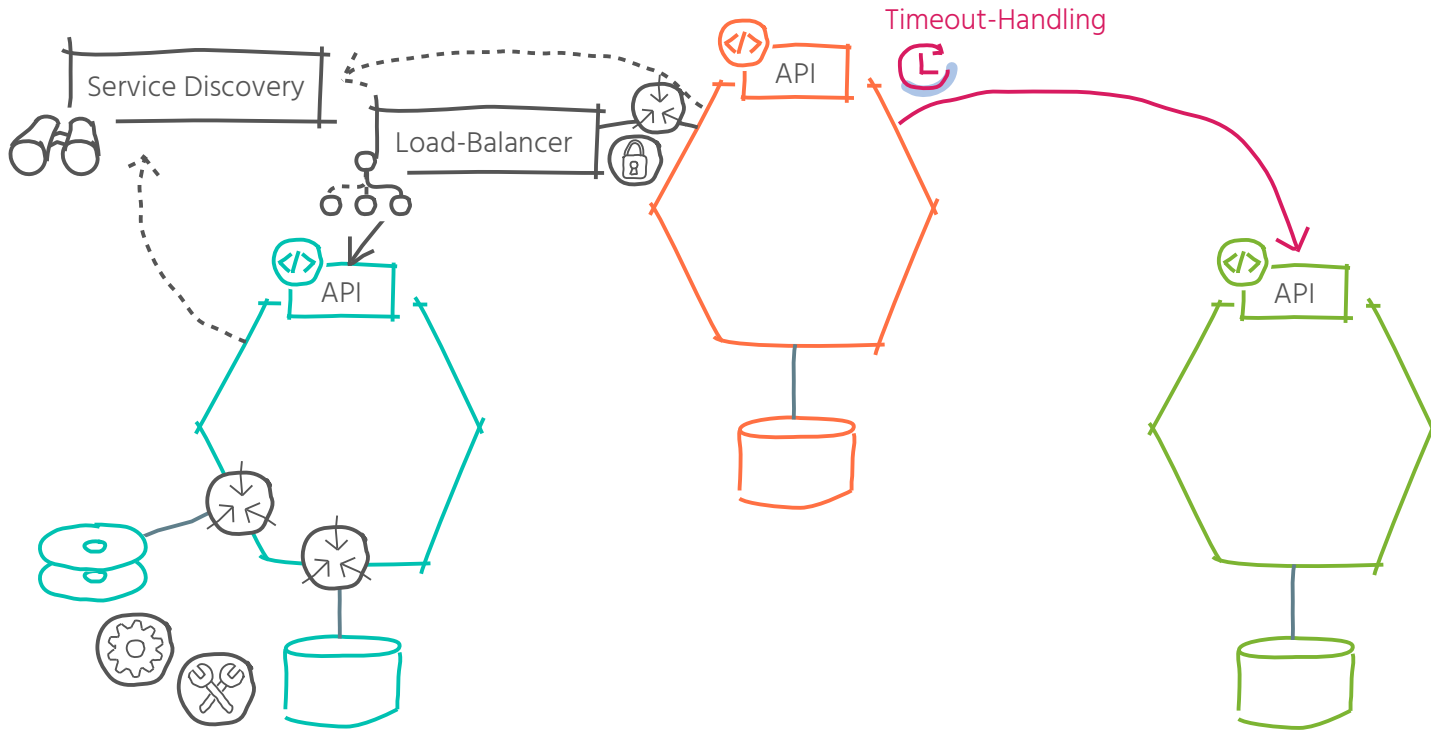 Timeout-Handling
</>
API
Service Discovery
Load-Balancer
</>
API
</>
API